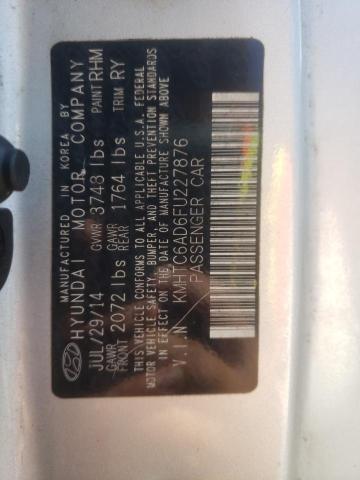 MANUFACTURED IN KOREA BY
HYUNDAI MOTOR COMPANY
JUL/29/14 GVWR 3748 lbs PAINT RHM
GAWR FRONT 2072 lbs GAWR REAR 1764 lbs TRIM RY
THIS VEHICLE CONFORMS TO ALL APPLICABLE U.S.A. FEDERAL
MOTOR VEHICLE SAFETY, BUMPER, AND THEFT PREVENTION STANDARDS
IN EFFECT ON THE DATE OF MANUFACTURE SHOWN ABOVE
V.I.N KMHTC6AD6FU227876
PASSENGER CAR